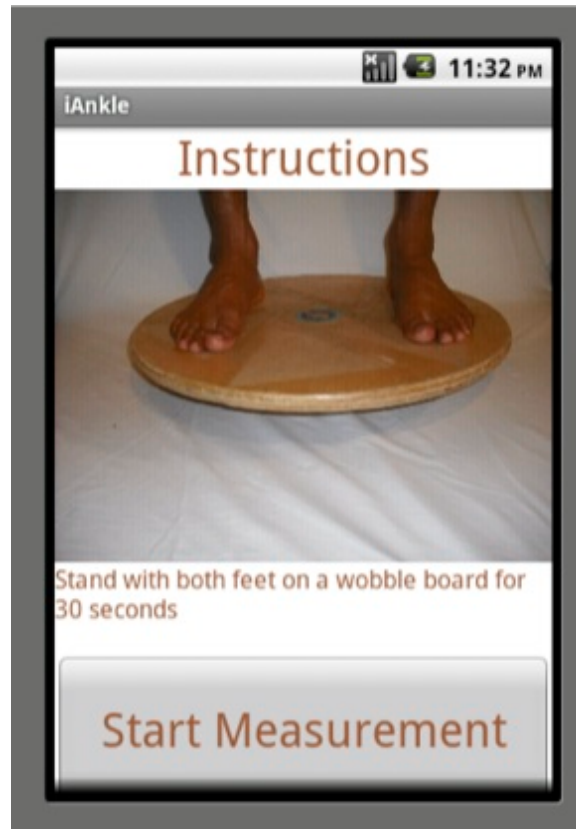 11:32 PM
iAnkle
Instructions
Stand with both feet on a wobble board for
30 seconds
Start Measurement